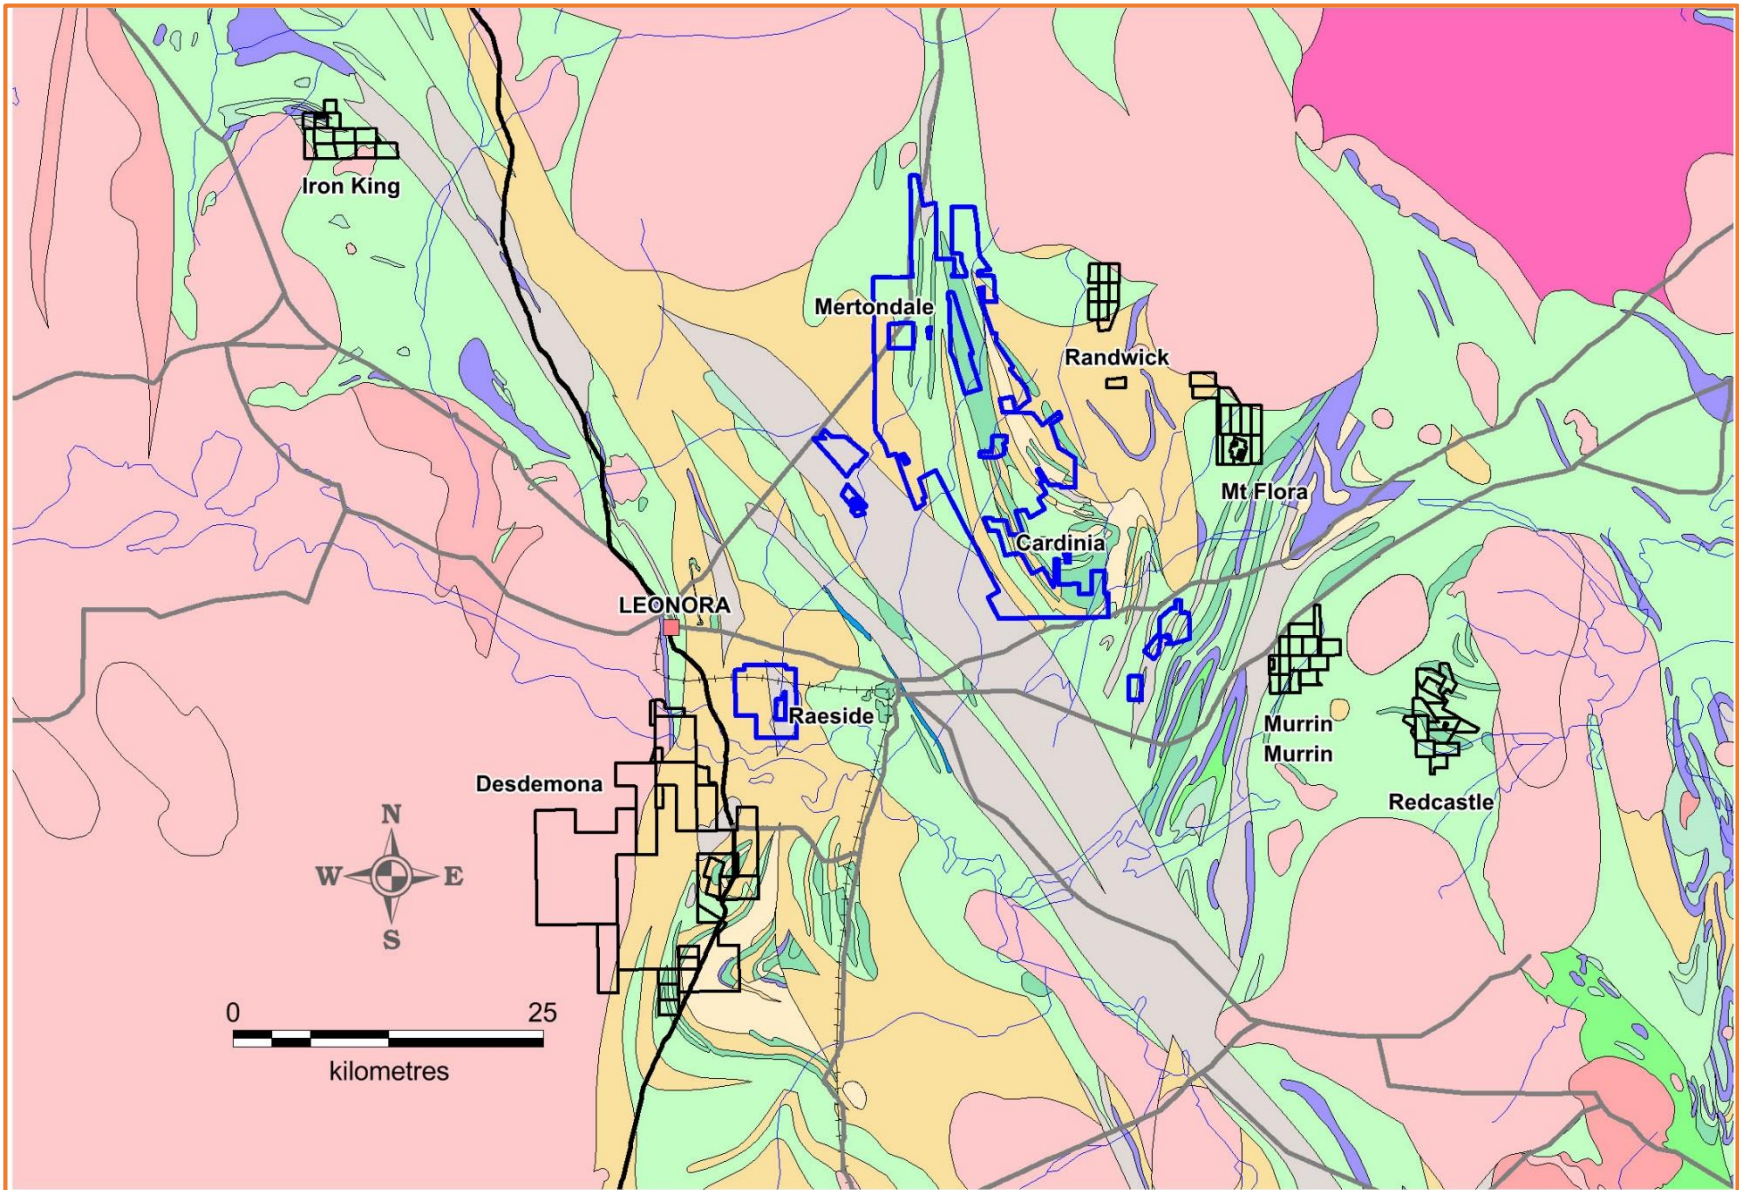 Iron King
Mertondale
Randwick
Mt Flora
Cardinia
LEONORA
Raeside
Murrin
Murrin
Desdemona
Redcastle
N
W E
S
0 25
kilometres